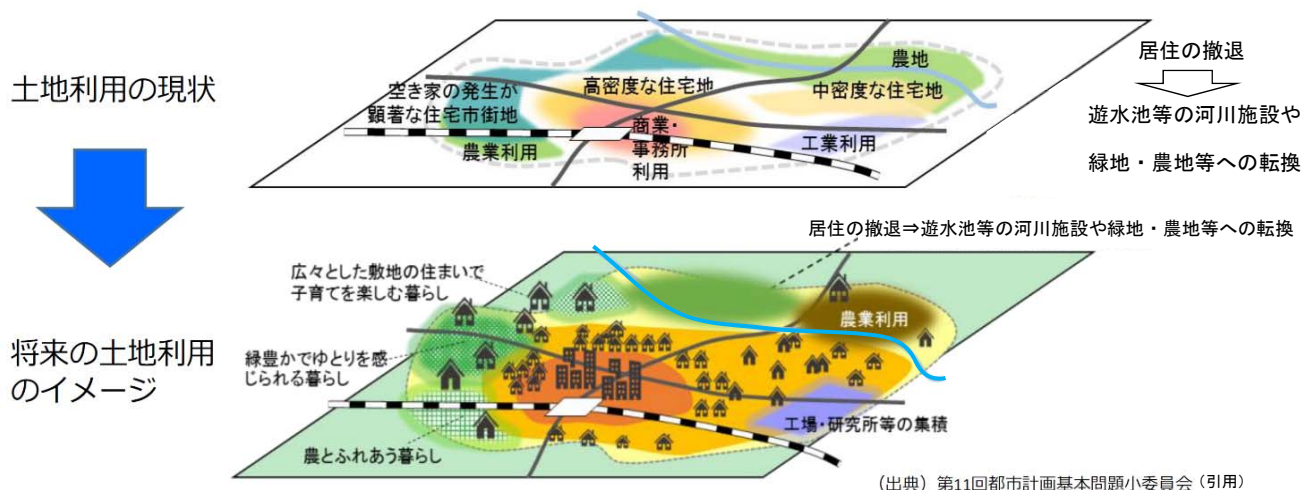 土地利用の現状
農地
空き家の発生が
顕著な住宅市街地
高密度な住宅地
中密度な住宅地
商業・
事務所
利用
農業利用
工業利用
居住の撤退
遊水池等の河川施設や
緑地・農地等への転換
居住の撤退⇒遊水池等の河川施設や緑地・農地等への転換
将来の土地利用
のイメージ
広々とした敷地の住まいで
子育てを楽しむ暮らし
農業利用
緑豊かでゆとりを感
じられる暮らし
工場・研究所等の集積
農とふれあう暮らし
（出典）第11回都市計画基本問題小委員会（引用）